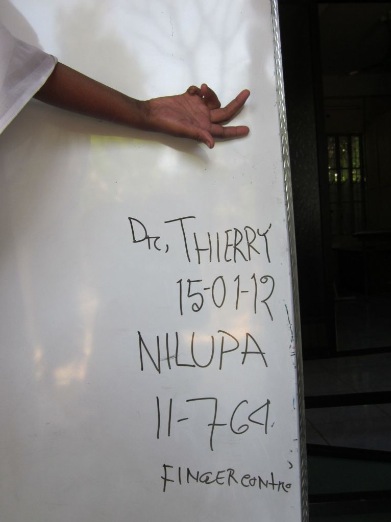 Dr, THIERRY
15-01-12
NILUPA
11-764.
FINGER contre